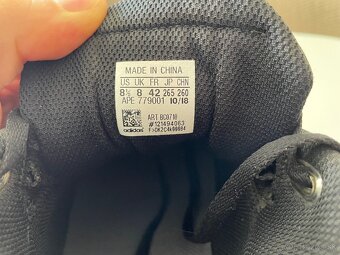 MADE IN CHINA
US UK FR JP CHN
8½ 8 42 265 260
APE 779001 10/18
ART BC0718
#121494063
adidas